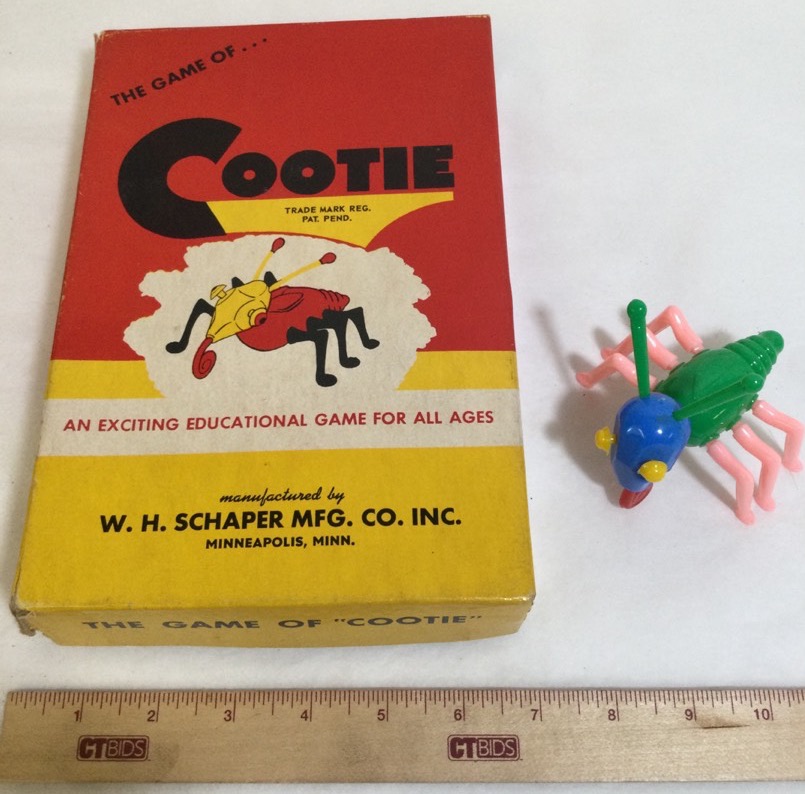 THE GAME OF...
COOTIE
TRADE MARK REG.
PAT. PEND.
AN EXCITING EDUCATIONAL GAME FOR ALL AGES
manufactured by
W. H. SCHAPER MFG. CO. INC.
MINNEAPOLIS, MINN.
THE GAME OF "COOTIE"
1 2 3 4 5 6 7 8 9 10
CTBIDS CTBIDS